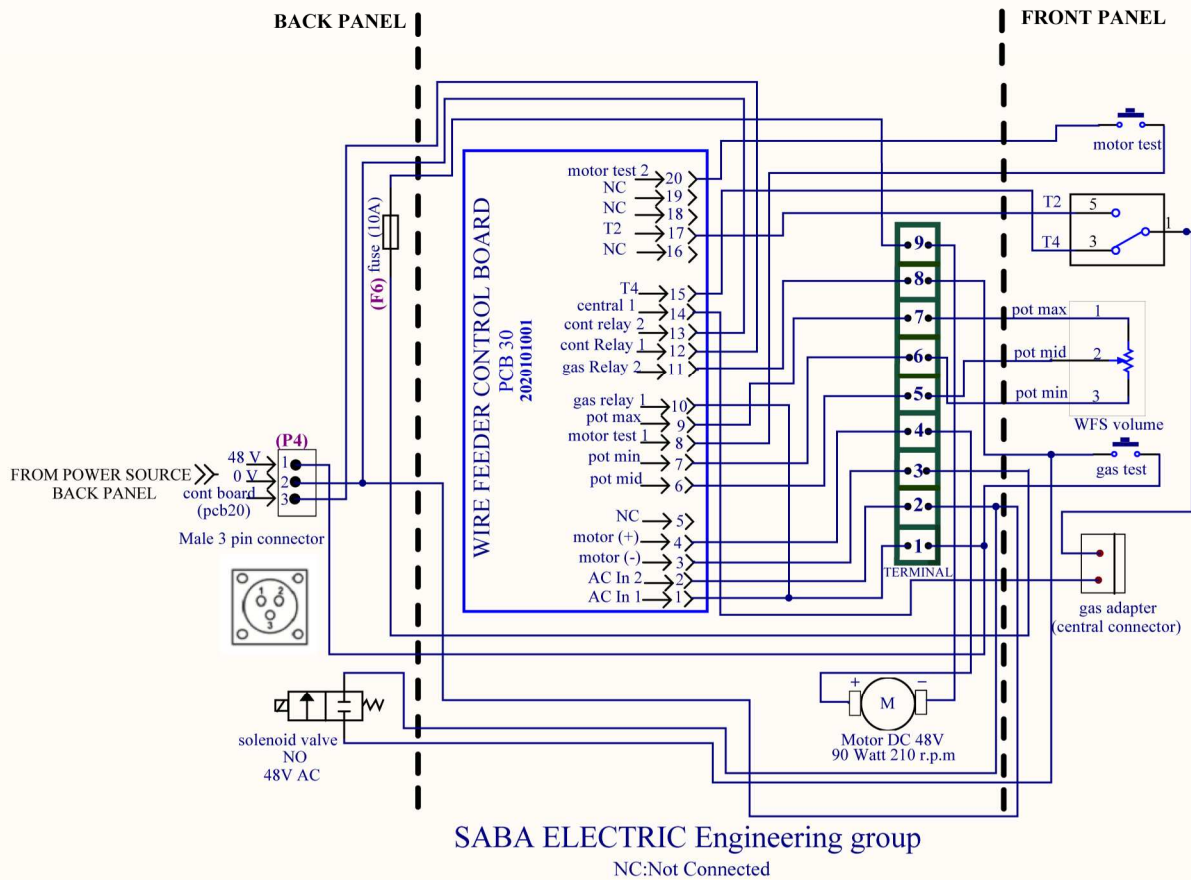 BACK PANEL
FRONT PANEL
motor test
T2 5
T4 3
1
(F6) fuse (10A)
WIRE FEEDER CONTROL BOARD
PCB 30
2020101001
motor test 2 20
NC 19
NC 18
T2 17
NC 16
T4 15
central 1 14
cont relay 2 13
cont Relay 1 12
gas Relay 2 11
gas relay 1 10
pot max 9
motor test 1 8
pot min 7
pot mid 6
NC 5
motor (+) 4
motor (-) 3
AC In 2 2
AC In 1 1
9
8
7
6
5
4
3
2
1
TERMINAL
pot max 1
pot mid 2
pot min 3
WFS volume
gas test
gas adapter
(central connector)
(P4)
FROM POWER SOURCE
BACK PANEL
48 V 1
0 V 2
cont board 3
(pcb20)
Male 3 pin connector
1 2
3
solenoid valve
NO
48V AC
+ M −
Motor DC 48V
90 Watt 210 r.p.m
SABA ELECTRIC Engineering group
NC:Not Connected